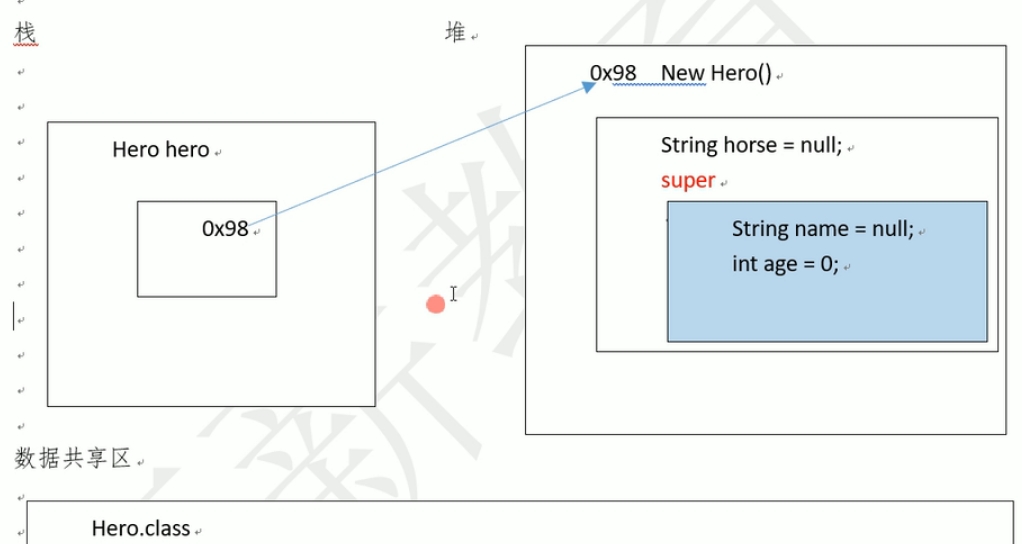 栈
堆
0x98 New Hero()
Hero hero
String horse = null;
super
0x98
String name = null;
int age = 0;
数据共享区
Hero.class